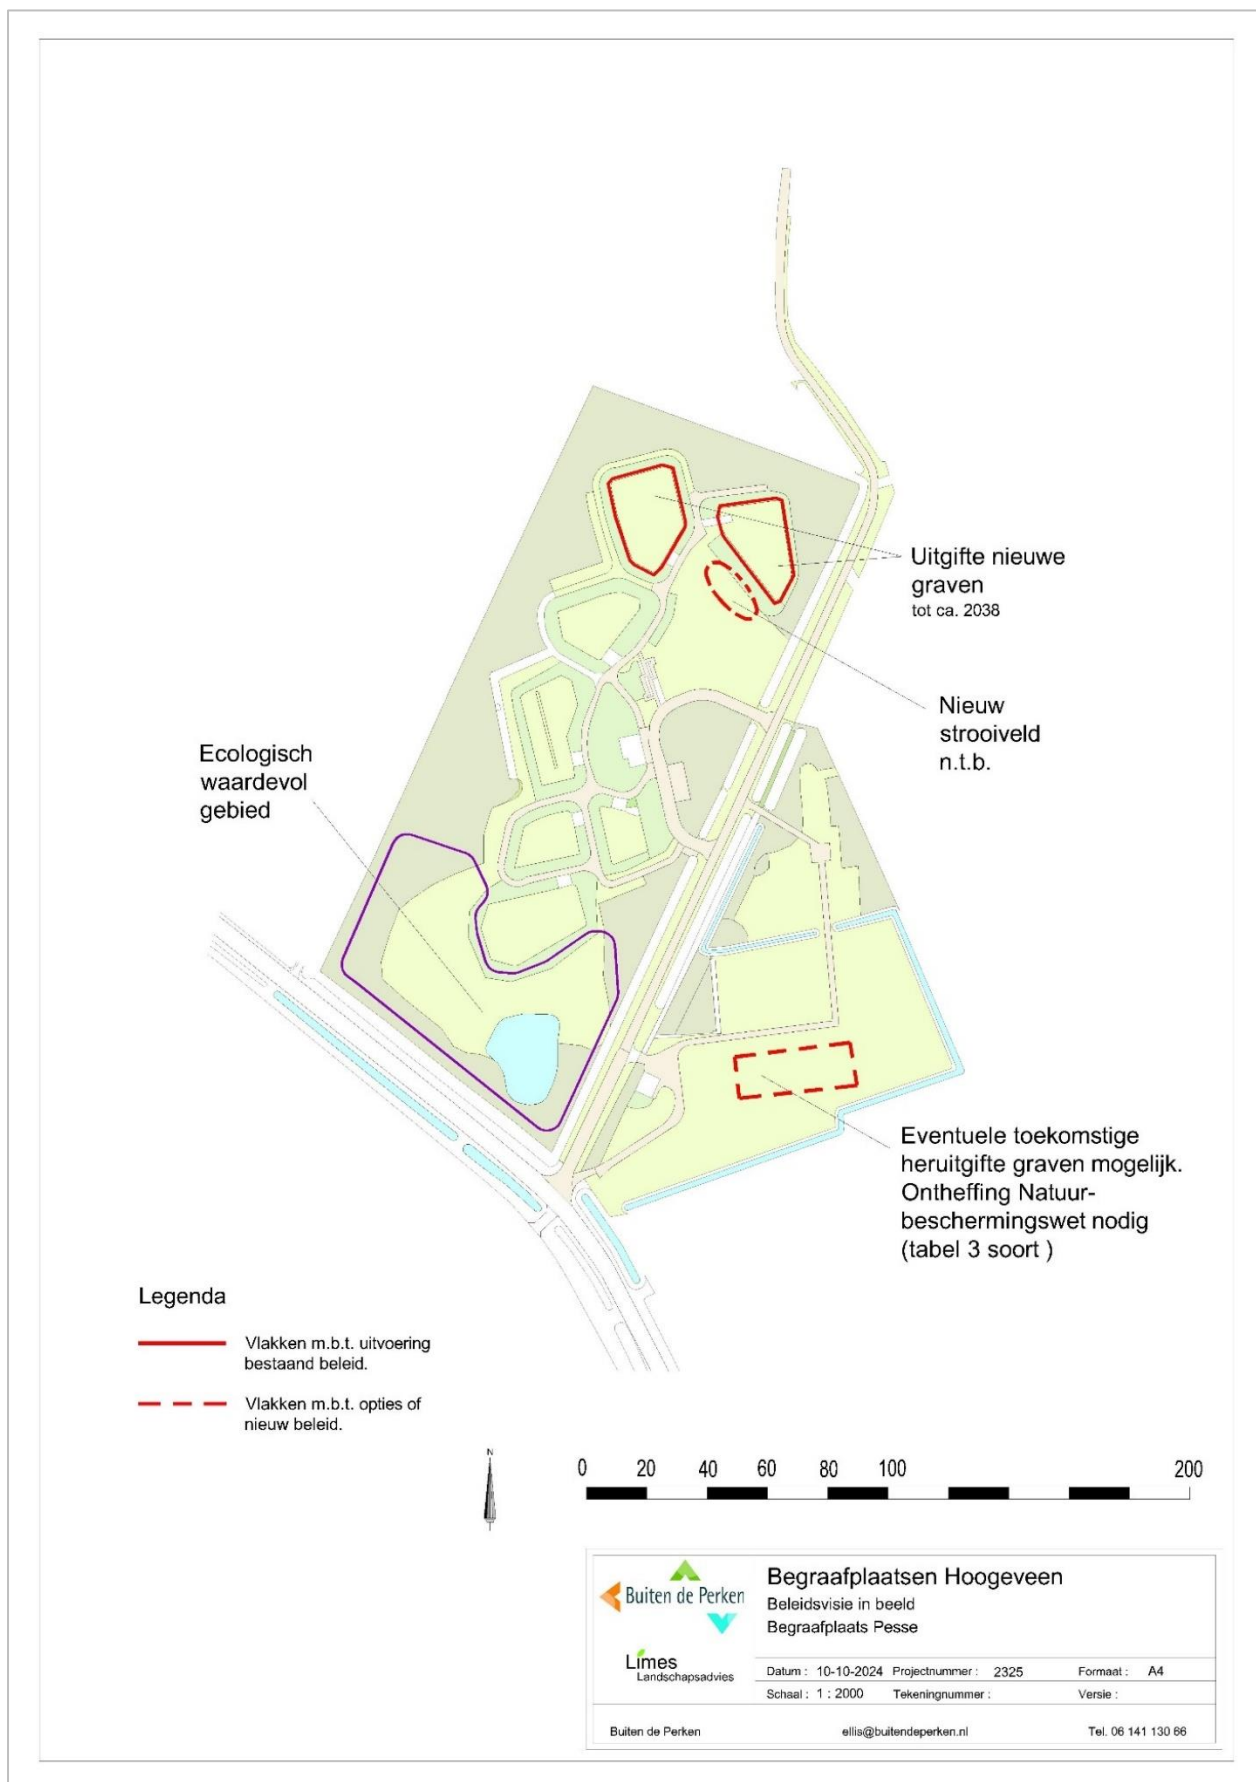 Uitgifte nieuwe
graven
tot ca. 2038
Nieuw
strooiveld
n.t.b.
Ecologisch
waardevol
gebied
Eventuele toekomstige
heruitgifte graven mogelijk.
Ontheffing Natuur-
beschermingswet nodig
(tabel 3 soort )
Legenda
Vlakken m.b.t. uitvoering
bestaand beleid.
Vlakken m.b.t. opties of
nieuw beleid.
N
0 20 40 60 80 100 200
Buiten de Perken
Limes
Landschapsadvies
Begraafplaatsen Hoogeveen
Beleidsvisie in beeld
Begraafplaats Pesse
Datum : 10-10-2024 Projectnummer : 2325 Formaat : A4
Schaal : 1 : 2000 Tekeningnummer : Versie :
Buiten de Perken ellis@buitendeperken.nl Tel. 06 141 130 66